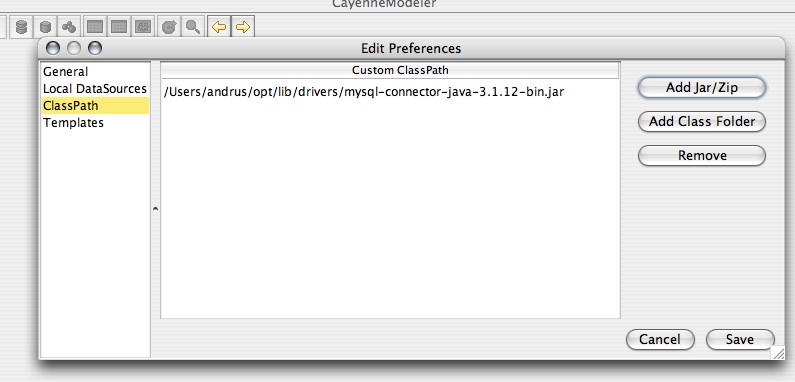 CayenneModeler
Edit Preferences
General
Local DataSources
ClassPath
Templates
Custom ClassPath
/Users/andrus/opt/lib/drivers/mysql-connector-java-3.1.12-bin.jar
Add Jar/Zip
Add Class Folder
Remove
Cancel
Save